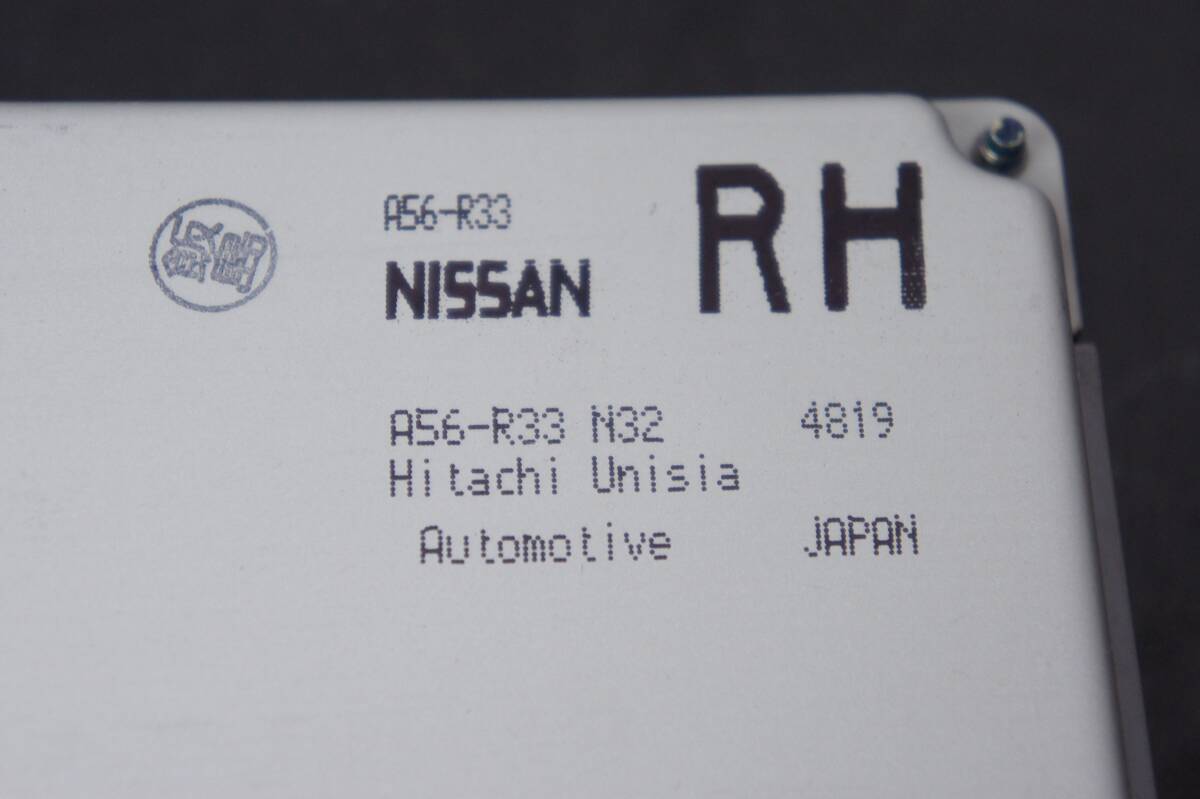 A56-R33
NISSAN
RH
A56-R33 N32 4819
Hitachi Unisia
Automotive JAPAN